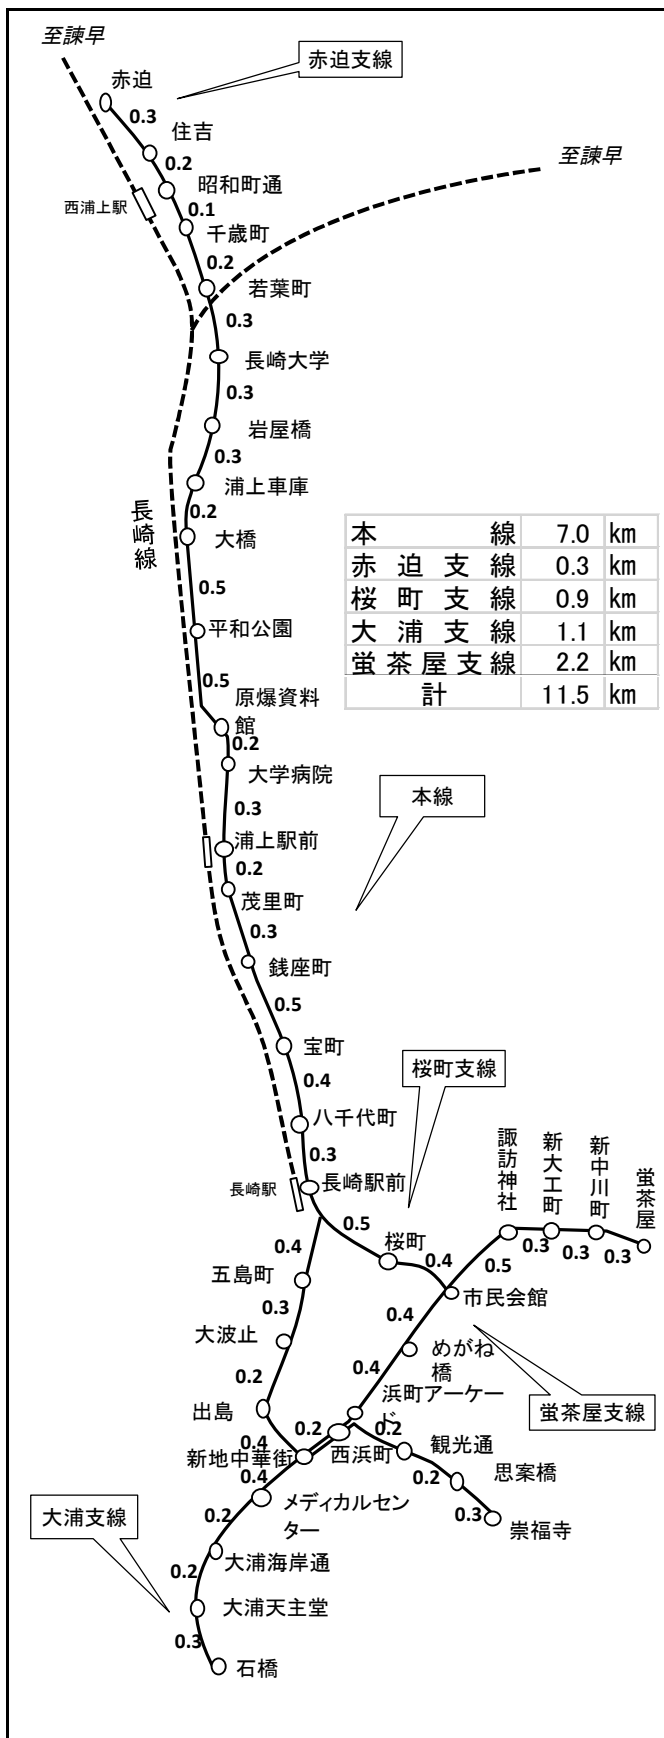 至諫早
赤迫支線
赤迫
0.3
住吉
至諫早
0.2
昭和町通
西浦上駅
0.1
千歳町
0.2
若葉町
0.3
長崎大学
0.3
岩屋橋
0.3
浦上車庫
長崎線
0.2
大橋
0.5
平和公園
0.5
原爆資料
館
0.2
大学病院
0.3
浦上駅前
0.2
茂里町
0.3
銭座町
0.5
宝町
0.4
八千代町
0.3
長崎駅
長崎駅前
本線 7.0 km
赤迫支線 0.3 km
桜町支線 0.9 km
大浦支線 1.1 km
蛍茶屋支線 2.2 km
計 11.5 km
本線
桜町支線
0.5
桜町
0.4
市民会館
諏訪神社
新大工町
新中川町
蛍茶屋
0.5
0.3
0.3
0.3
0.4
五島町
0.3
大波止
0.2
出島
0.4
新地中華街
0.4
めがね
橋
0.4
浜町アーケー
ド
蛍茶屋支線
0.2
西浜町
0.2
観光通
0.2
思案橋
0.3
崇福寺
0.4
メディカルセン
ター
大浦支線
0.2
大浦海岸通
0.2
大浦天主堂
0.3
石橋